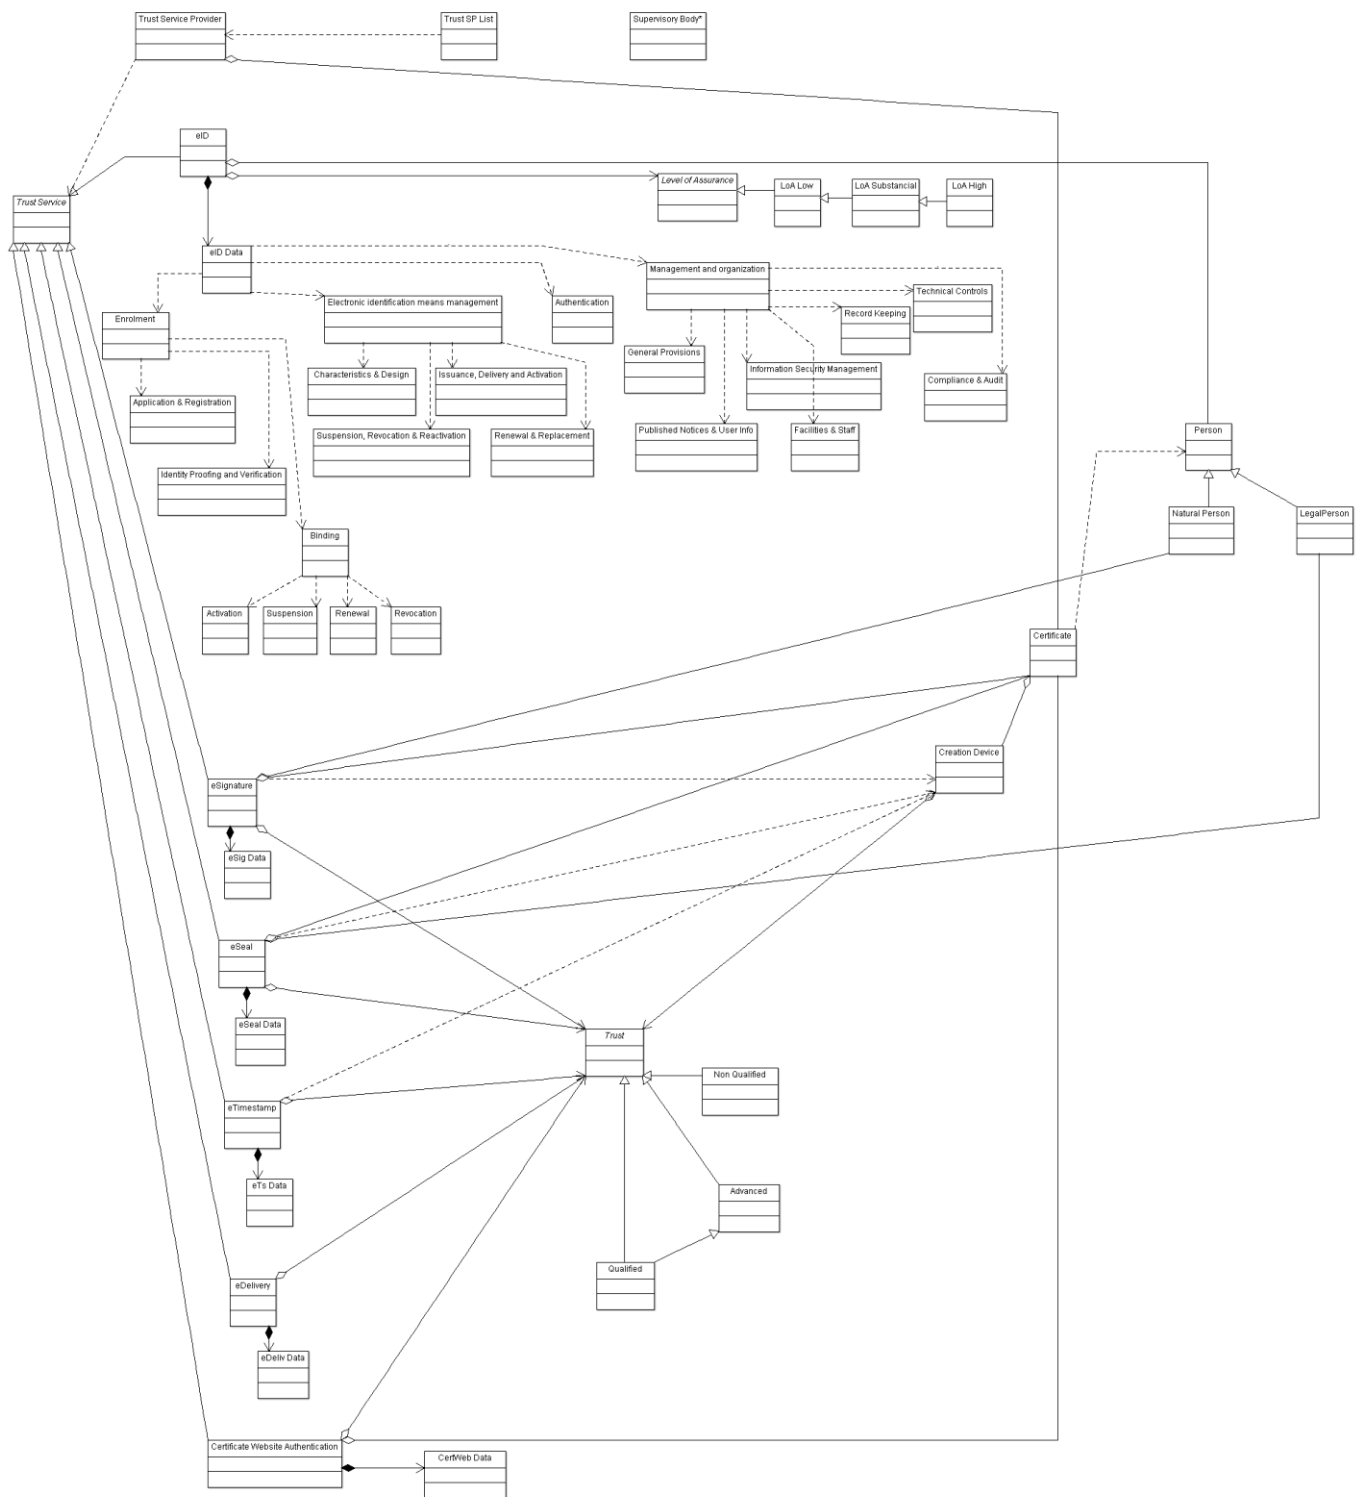 Trust Service Provider
Trust SP List
Supervisory Body*
eID
Level of Assurance
LoA Low
LoA Substancial
LoA High
Trust Service
eID Data
Management and organization
Technical Controls
Electronic identification means management
Authentication
Record Keeping
Enrolment
General Provisions
Information Security Management
Characteristics & Design
Issuance, Delivery and Activation
Compliance & Audit
Application & Registration
Suspension, Revocation & Reactivation
Renewal & Replacement
Published Notices & User Info
Facilities & Staff
Person
Identity Proofing and Verification
Natural Person
LegalPerson
Binding
Activation
Suspension
Renewal
Revocation
Certificate
Creation Device
eSignature
eSig Data
eSeal
eSeal Data
Trust
Non Qualified
eTimestamp
eTs Data
Advanced
Qualified
eDelivery
eDeliv Data
Certificate Website Authentication
CertWeb Data